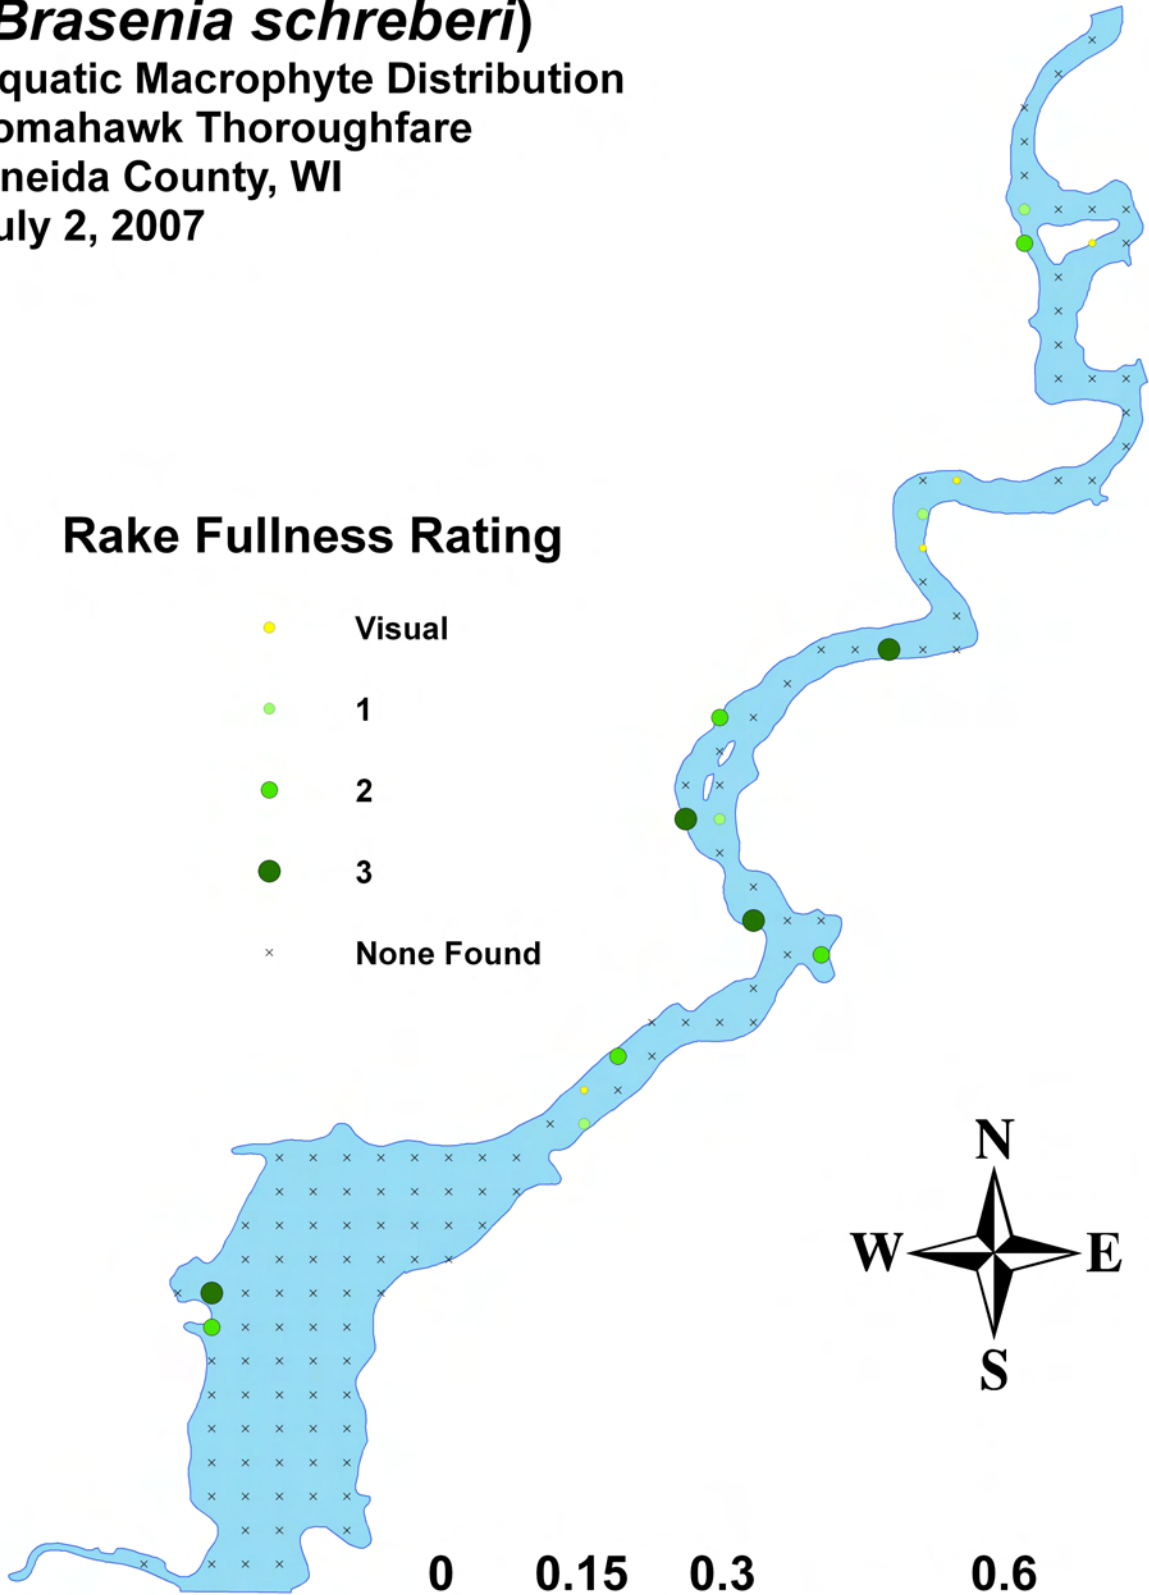 Brasenia schreberi)
quatic Macrophyte Distribution
omahawk Thoroughfare
neida County, WI
uly 2, 2007
Rake Fullness Rating
Visual
1
2
3
None Found
N
W E
S
0 0.15 0.3 0.6